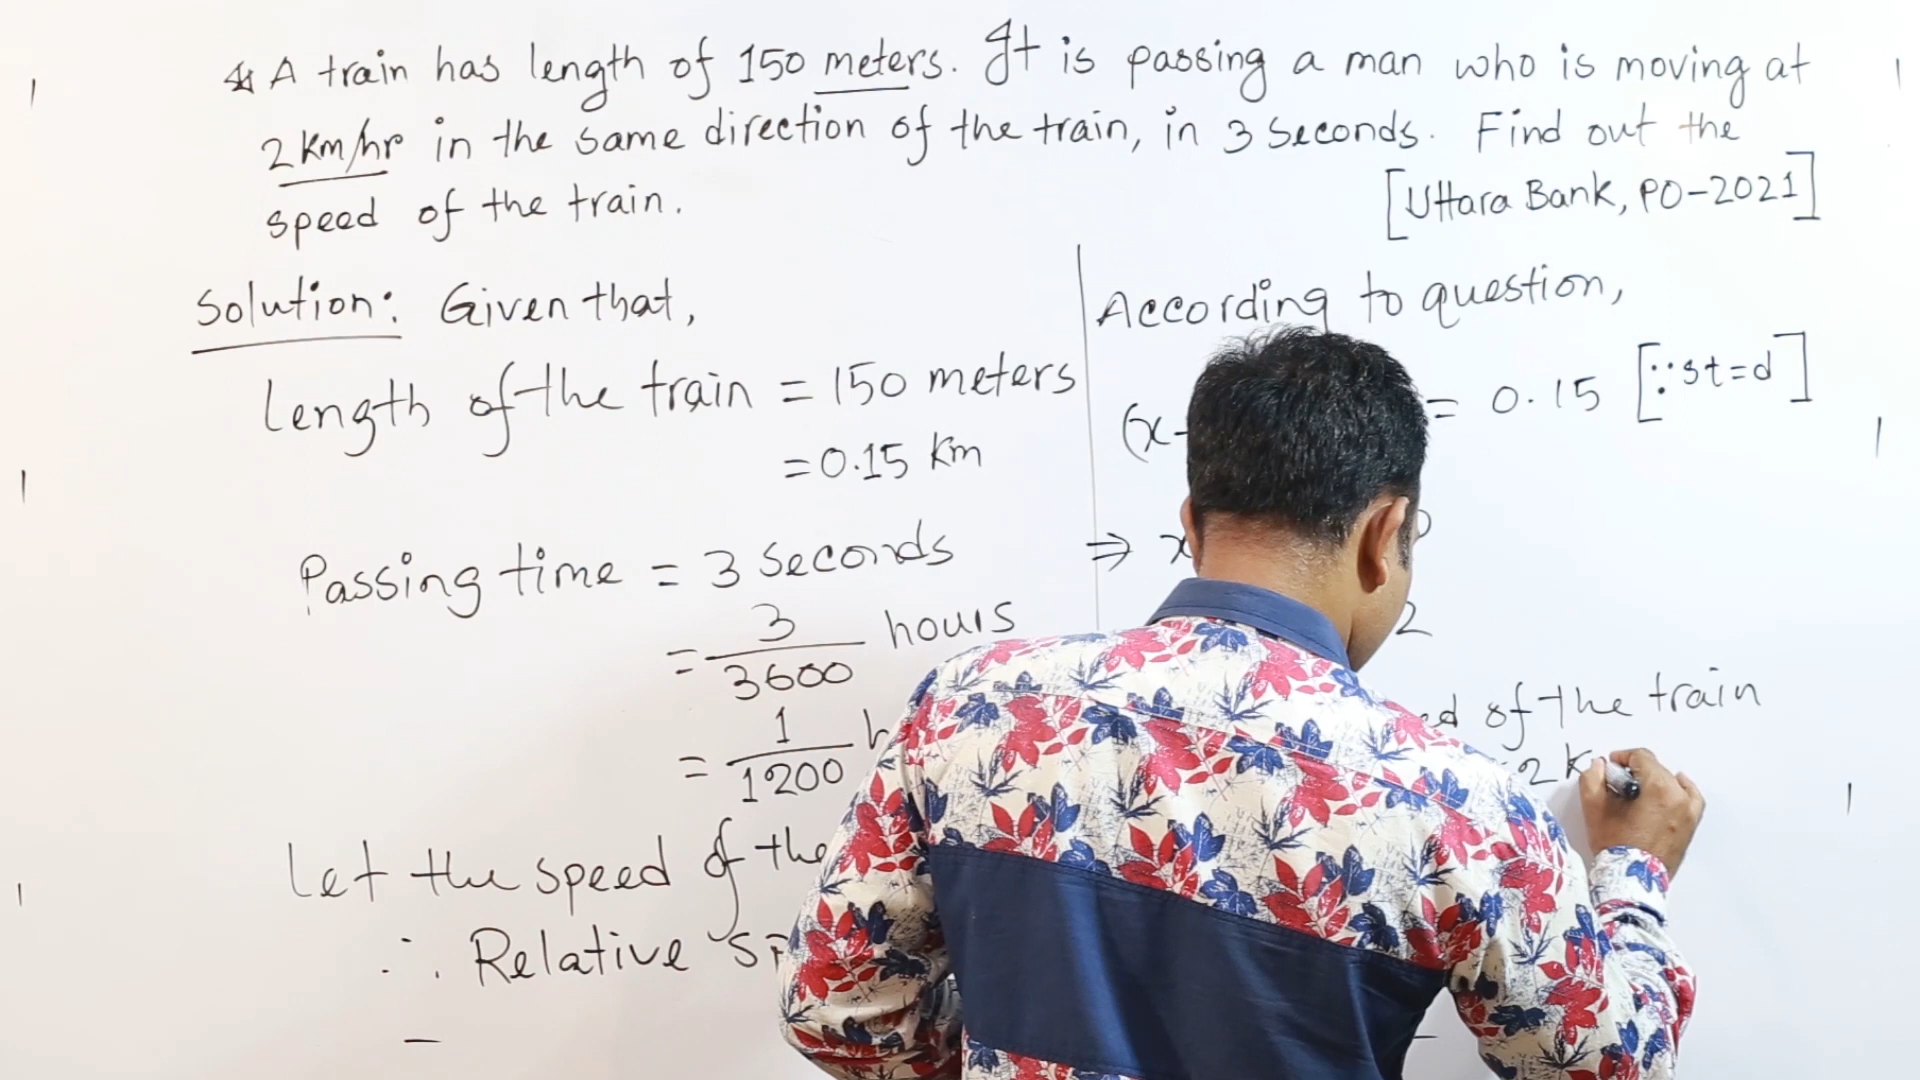 A train has length of 150 meters. It is passing a man who is moving at
2 km/hr in the same direction of the train, in 3 seconds. Find out the
speed of the train.
[Uttara Bank, PO-2021]
Solution: Given that,
Length of the train = 150 meters
= 0.15 km
Passing time = 3 seconds
= 3/3600 hours
= 1/1200 h
Let the speed of the
∴ Relative
According to question,
(x- = 0.15 [∵ st=d]
⇒ x
2
of the train
2 k